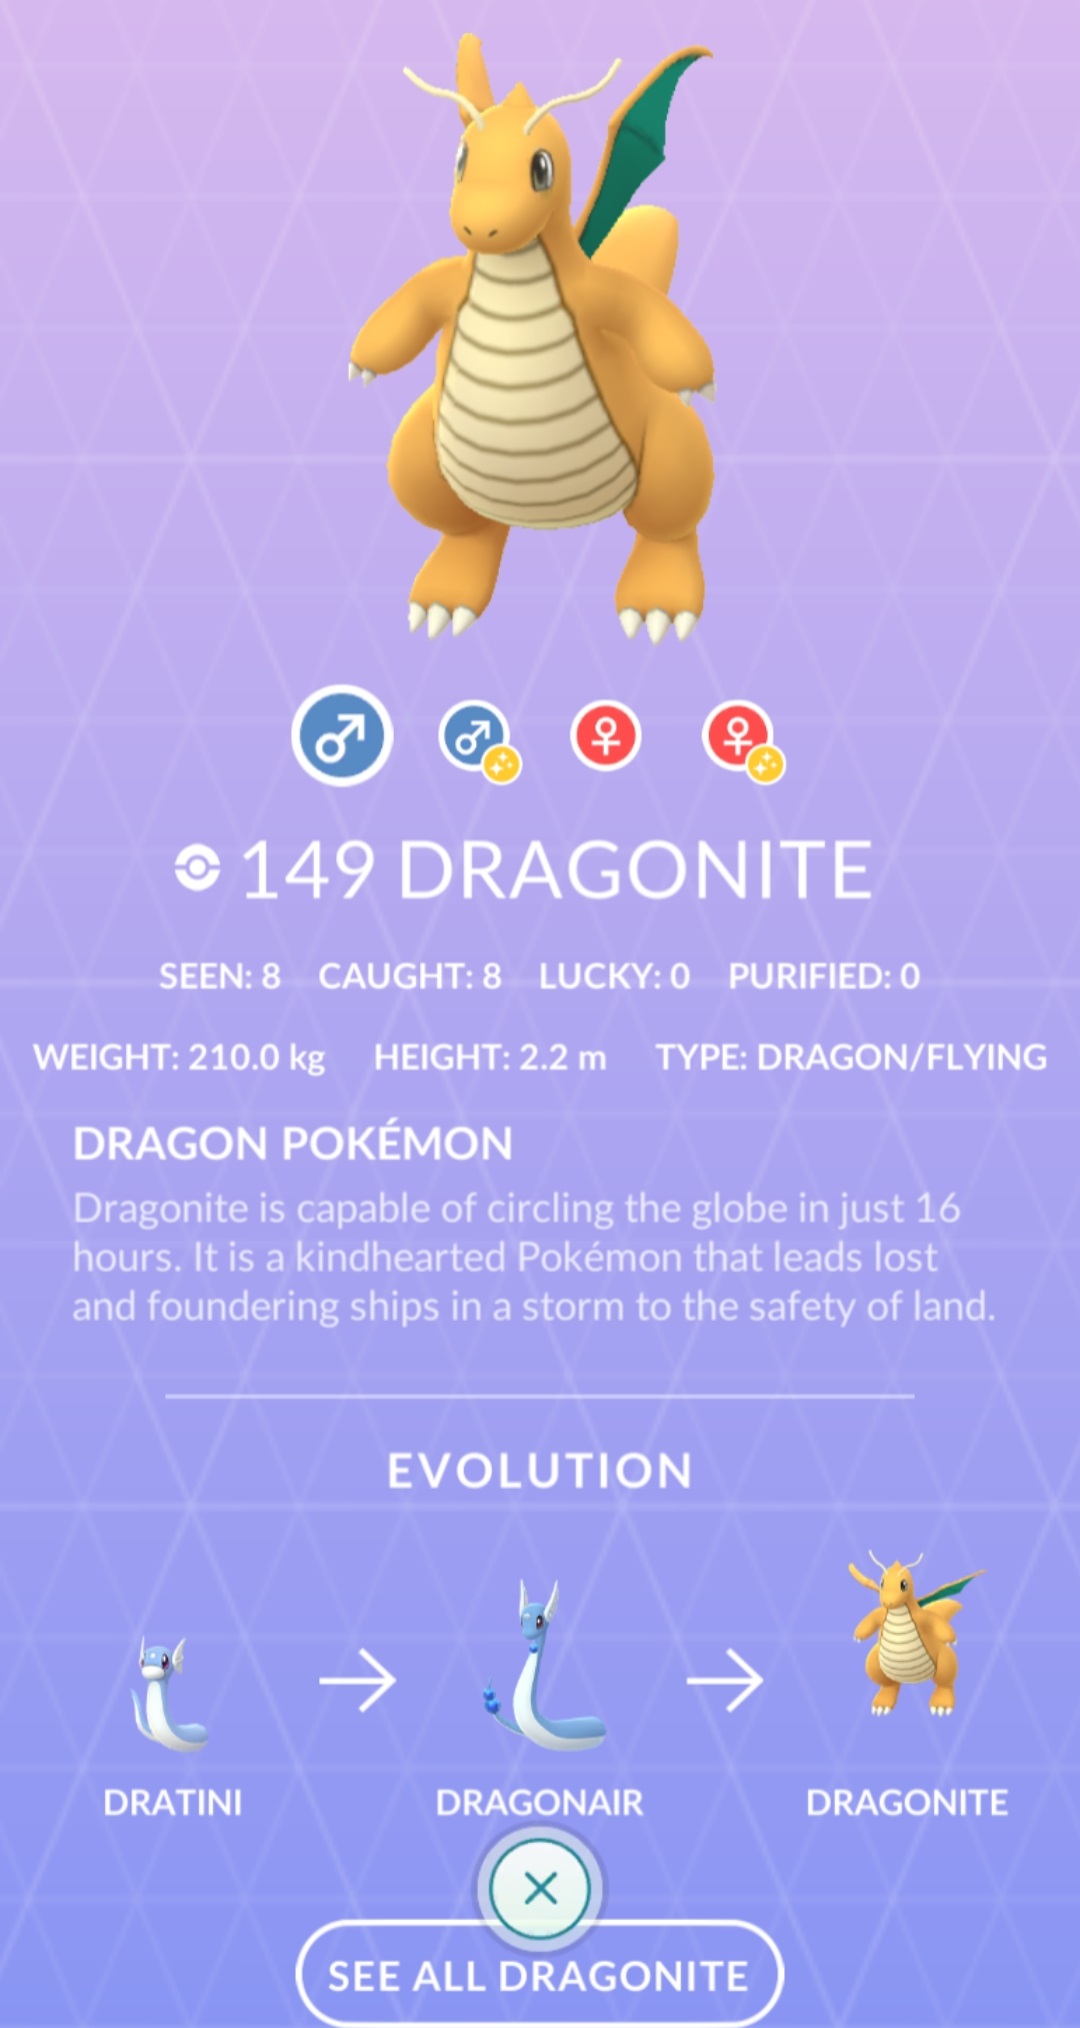 149 DRAGONITE
SEEN: 8 CAUGHT: 8 LUCKY: 0 PURIFIED: 0
WEIGHT: 210.0 kg HEIGHT: 2.2 m TYPE: DRAGON/FLYING
DRAGON POKÉMON
Dragonite is capable of circling the globe in just 16
hours. It is a kindhearted Pokémon that leads lost
and foundering ships in a storm to the safety of land.
EVOLUTION
DRATINI DRAGONAIR DRAGONITE
SEE ALL DRAGONITE